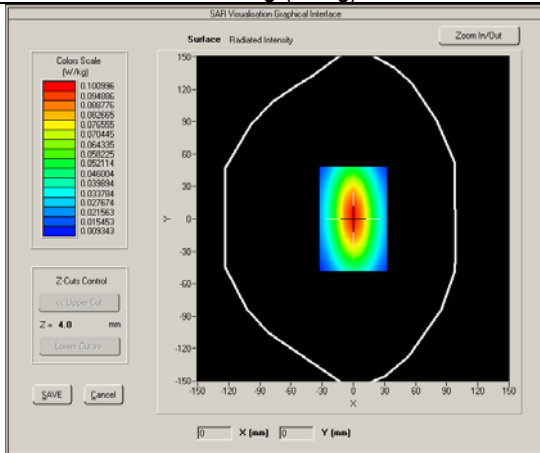 SAR Visualisation Graphical Interface
Surface Radiated Intensity
Zoom In/Out
Colors Scale
(W/kg)
0.100996
0.094886
0.088776
0.082665
0.076555
0.070445
0.064335
0.058225
0.052114
0.046004
0.039894
0.033784
0.027674
0.021563
0.015453
0.009343
Z Cuts Control
<< Upper Cut
Z = 4.0 mm
Lower Cut >>
SAVE Cancel
150-
120-
90-
60-
30-
Y 0-
-30-
-60-
-90-
-120-
-150-
-150 -120 -90 -60 -30 0 30 60 90 120 150
X
0 X (mm) 0 Y (mm)